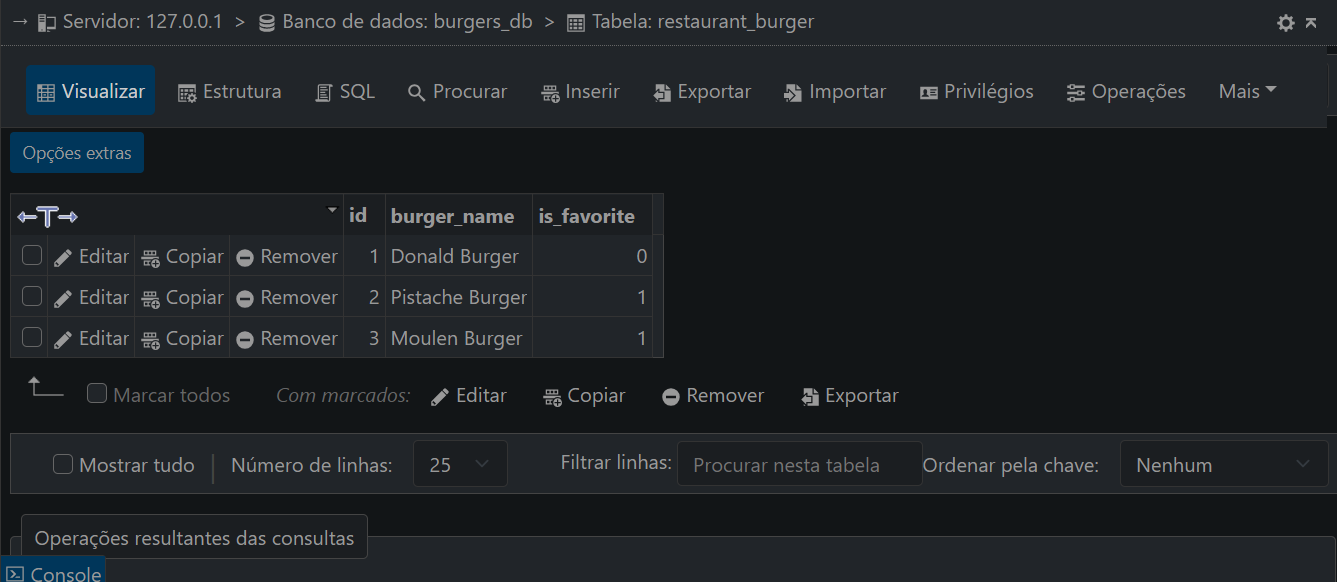 Servidor: 127.0.0.1 > Banco de dados: burgers_db > Tabela: restaurant_burger
Visualizar Estrutura SQL Procurar Inserir Exportar Importar Privilégios Operações Mais
Opções extras
id burger_name is_favorite
Editar Copiar Remover 1 Donald Burger 0
Editar Copiar Remover 2 Pistache Burger 1
Editar Copiar Remover 3 Moulen Burger 1
Marcar todos Com marcados: Editar Copiar Remover Exportar
Mostrar tudo Número de linhas: 25 Filtrar linhas: Procurar nesta tabela Ordenar pela chave: Nenhum
Operações resultantes das consultas
Console